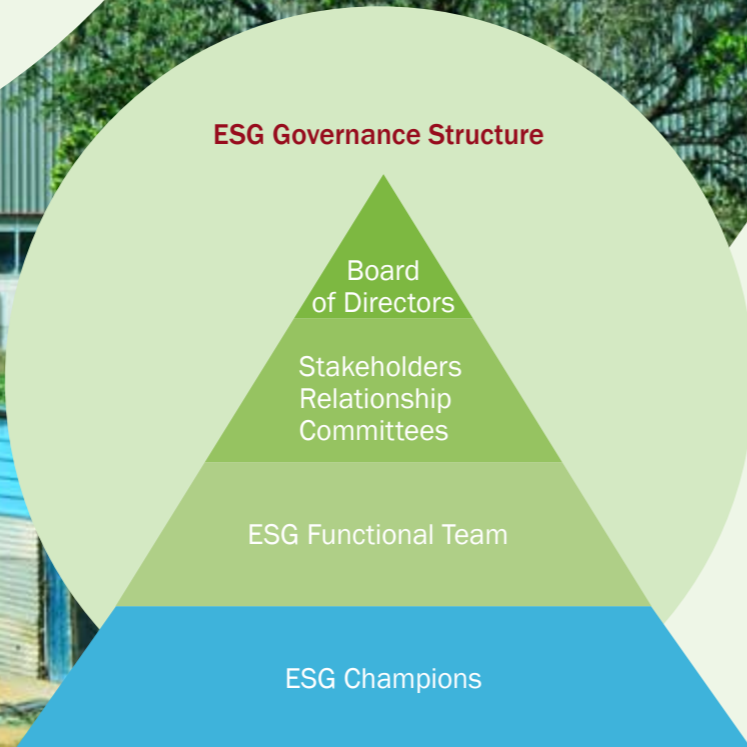 ESG Governance Structure
Board
of Directors
Stakeholders
Relationship
Committees
ESG Functional Team
ESG Champions